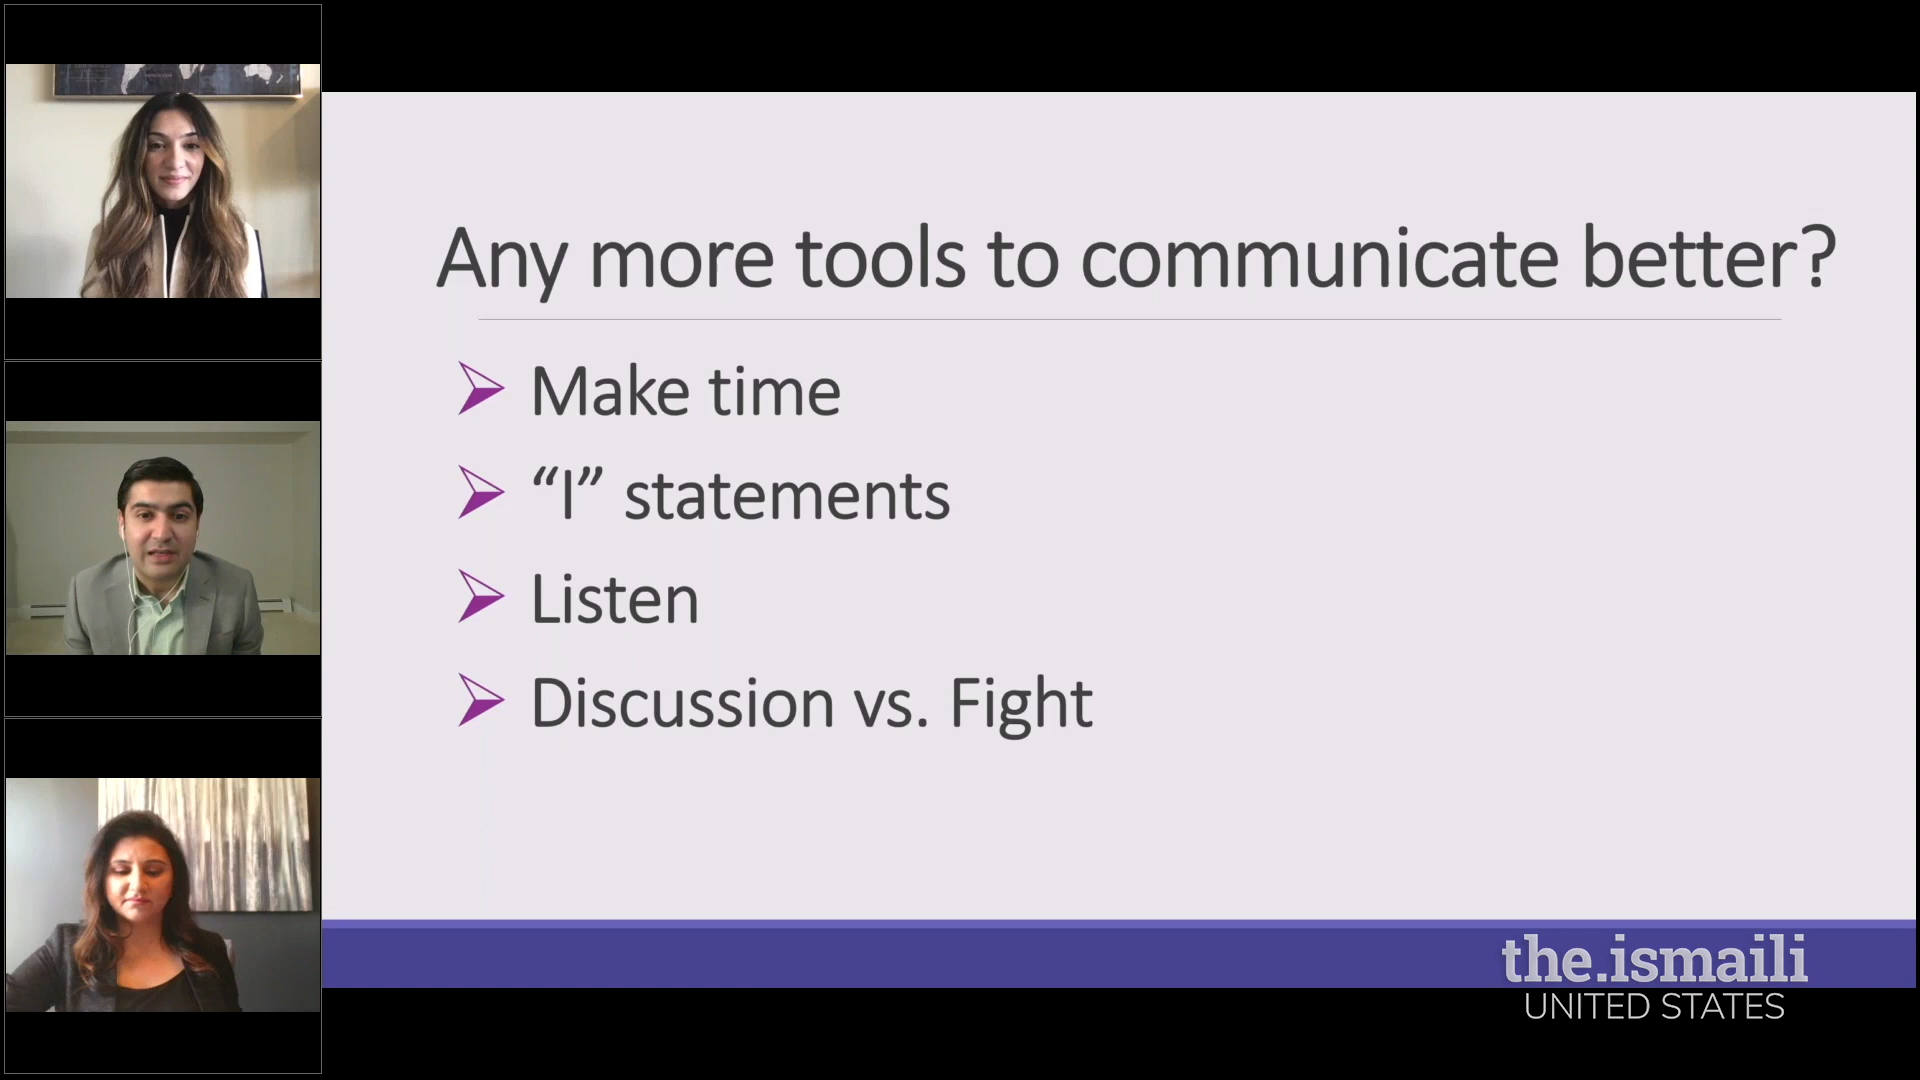 Any more tools to communicate better?
Make time
“I” statements
Listen
Discussion vs. Fight
the.ismaili
UNITED STATES